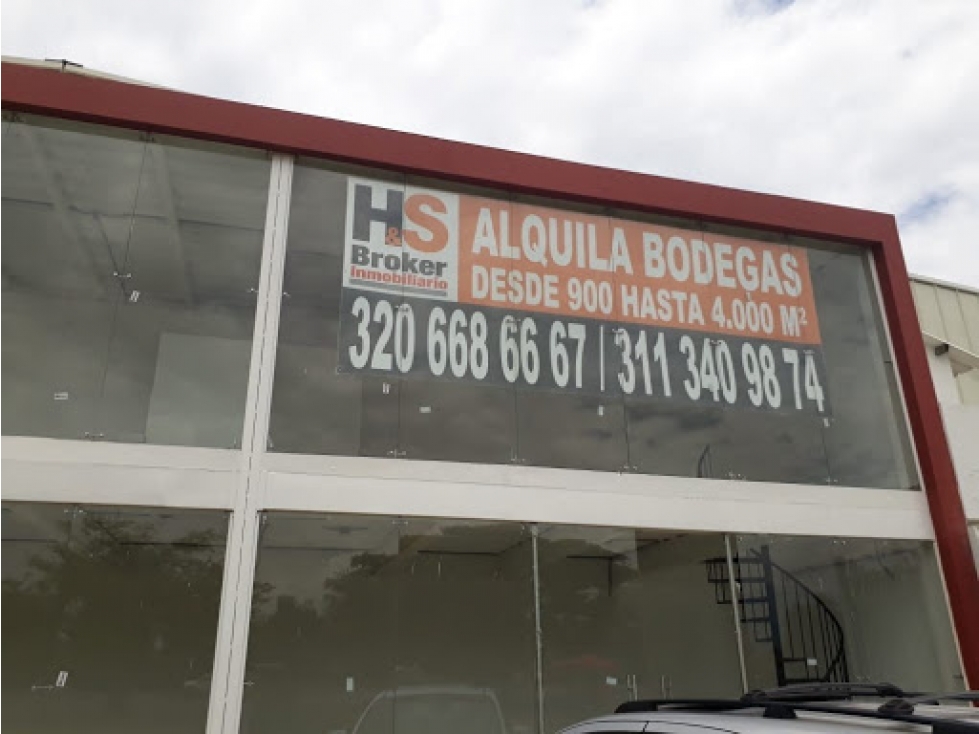 H&S
Broker
inmobiliario
ALQUILA BODEGAS
DESDE 900 HASTA 4.000 M²
320 668 66 67 | 311 340 98 74